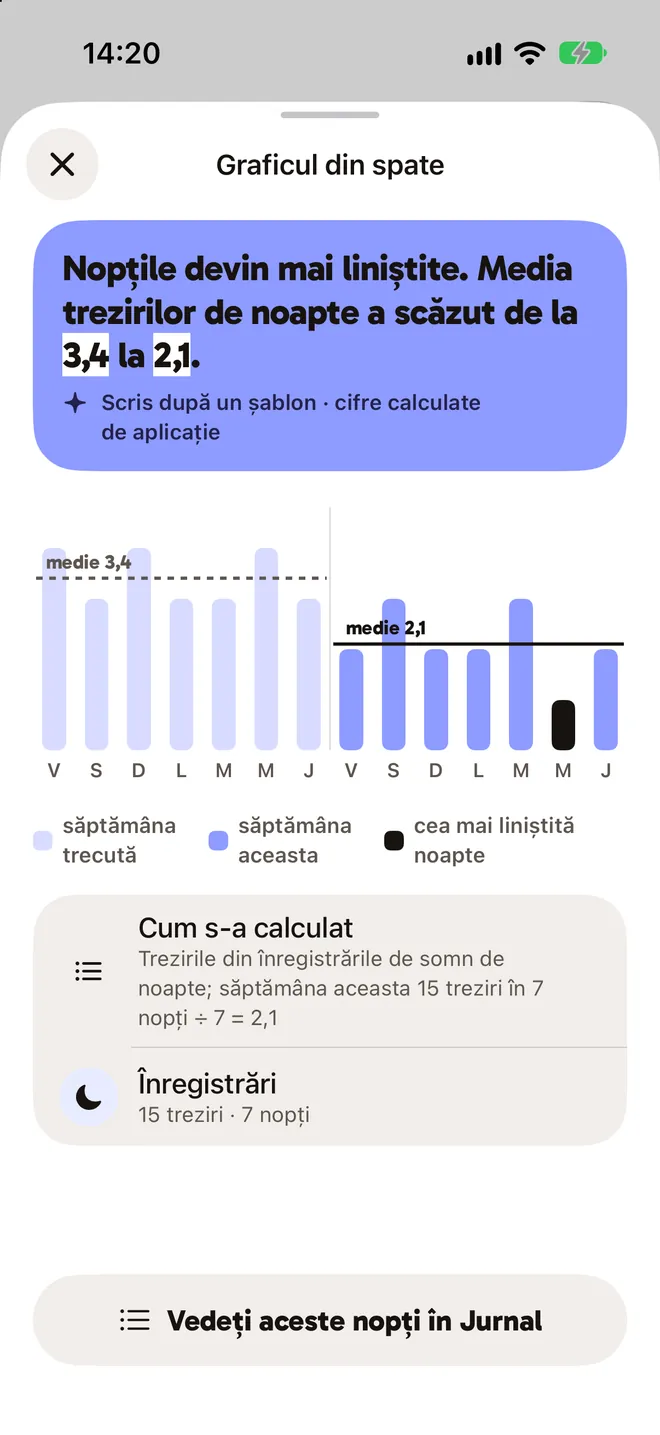 14:20
Graficul din spate
Nopțile devin mai liniștite. Media
trezirilor de noapte a scăzut de la
3,4 la 2,1.
Scris după un șablon · cifre calculate
de aplicație
medie 3,4
medie 2,1
V S D L M M J V S D L M M J
săptămâna
trecută
săptămâna
aceasta
cea mai liniștită
noapte
Cum s-a calculat
Trezirile din înregistrările de somn de
noapte; săptămâna aceasta 15 treziri în 7
nopți ÷ 7 = 2,1
Înregistrări
15 treziri · 7 nopți
Vedeți aceste nopți în Jurnal